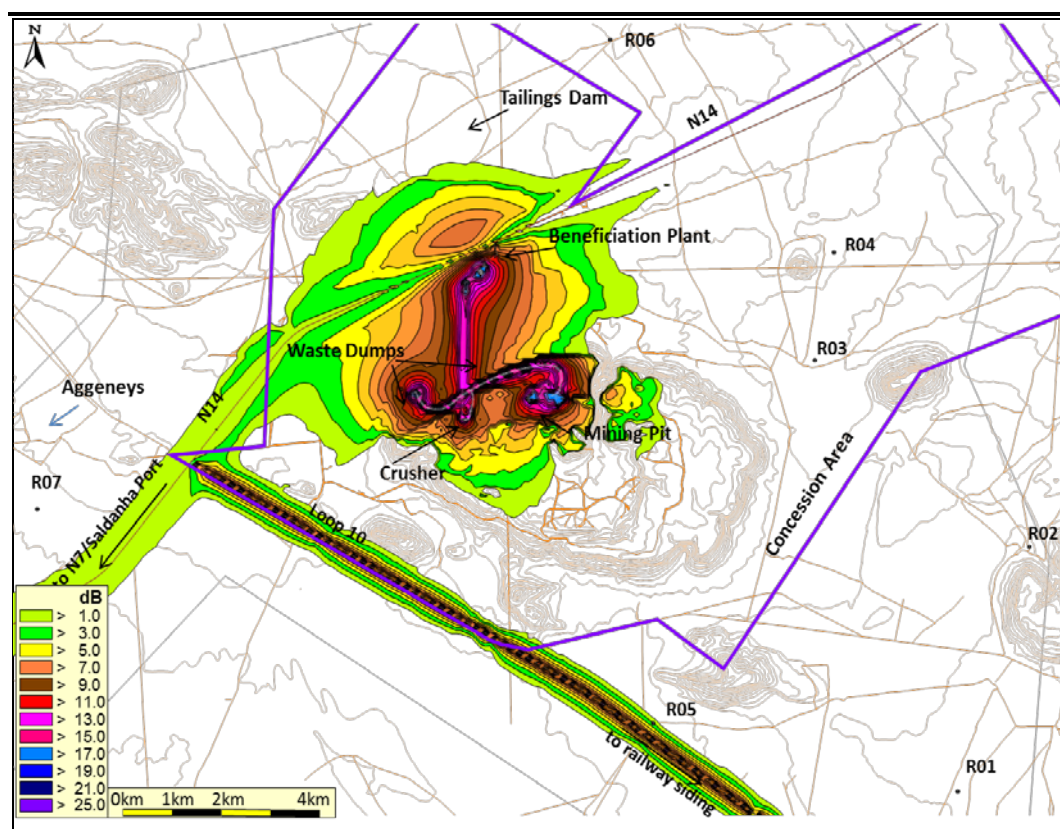 N
R06
Tailings Dam
N14
Beneficiation Plant
R04
Waste Dumps
R03
Aggeneys
N14
Mining Pit
Crusher
R07
Concession Area
Loop 10
R02
to N7/Saldanha Port
dB
> 1.0
> 3.0
> 5.0
> 7.0
> 9.0
> 11.0
> 13.0
> 15.0
> 17.0
> 19.0
> 21.0
> 25.0
R05
to railway siding
R01
0km 1km 2km 4km